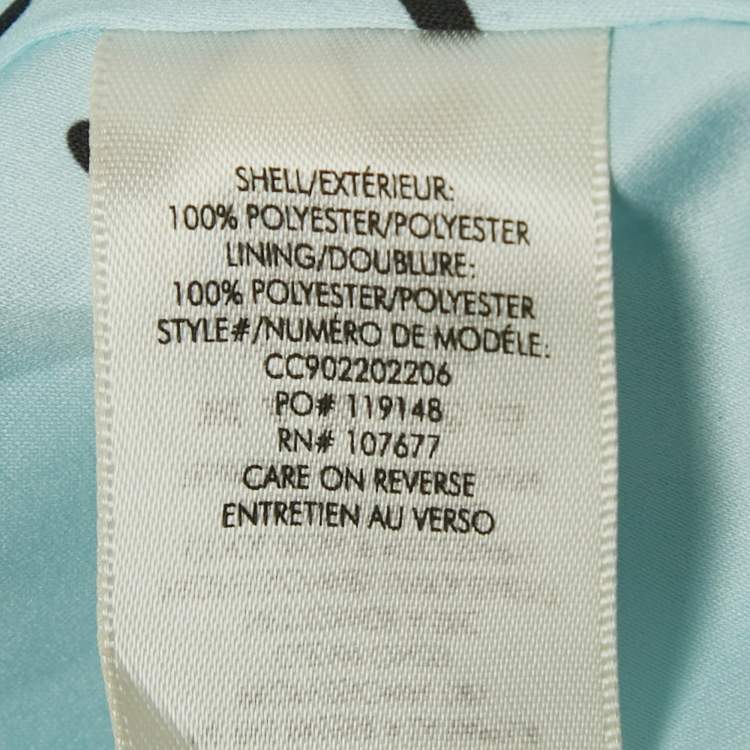 SHELL/EXTÉRIEUR:
100% POLYESTER/POLYESTER
LINING/DOUBLURE:
100% POLYESTER/POLYESTER
STYLE#/NUMÉRO DE MODÉLE:
CC902202206
PO# 119148
RN# 107677
CARE ON REVERSE
ENTRETIEN AU VERSO